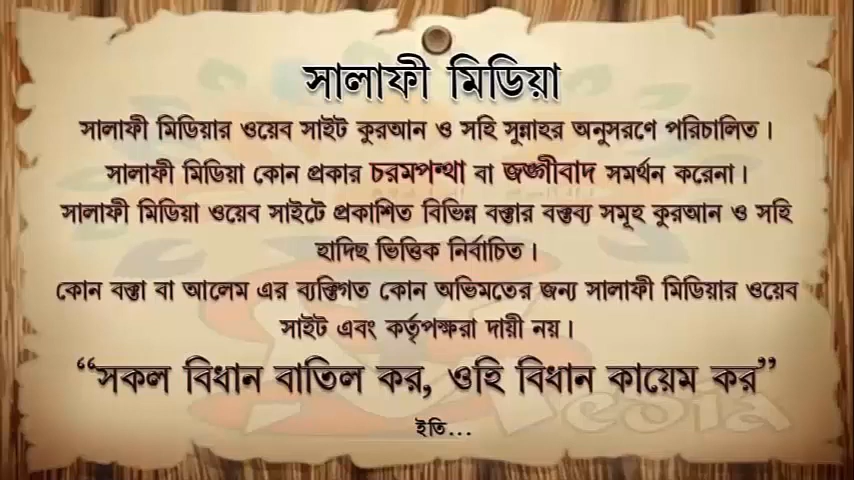 সালাফী মিডিয়া
সালাফী মিডিয়ার ওয়েব সাইট কুরআন ও সহি সুন্নাহর অনুসরণে পরিচালিত।
সালাফী মিডিয়া কোন প্রকার চরমপন্থা বা জঙ্গীবাদ সমর্থন করেনা।
সালাফী মিডিয়া ওয়েব সাইটে প্রকাশিত বিভিন্ন বক্তার বক্তব্য সমূহ কুরআন ও সহি
হাদিছ ভিত্তিক নির্বাচিত।
কোন বক্তা বা আলেম এর ব্যক্তিগত কোন অভিমতের জন্য সালাফী মিডিয়ার ওয়েব
সাইট এবং কর্তৃপক্ষরা দায়ী নয়।
“সকল বিধান বাতিল কর, ওহি বিধান কায়েম কর”
ইতি...